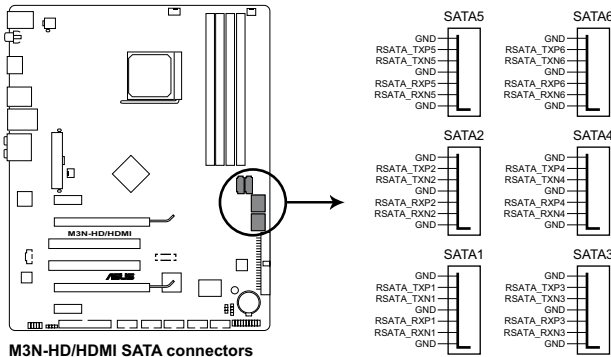 M3N-HD/HDMI
ASUS
SATA5
GND
RSATA_TXP5
RSATA_TXN5
GND
RSATA_RXP5
RSATA_RXN5
GND
SATA6
GND
RSATA_TXP6
RSATA_TXN6
GND
RSATA_RXP6
RSATA_RXN6
GND
SATA2
GND
RSATA_TXP2
RSATA_TXN2
GND
RSATA_RXP2
RSATA_RXN2
GND
SATA4
GND
RSATA_TXP4
RSATA_TXN4
GND
RSATA_RXP4
RSATA_RXN4
GND
SATA1
GND
RSATA_TXP1
RSATA_TXN1
GND
RSATA_RXP1
RSATA_RXN1
GND
SATA3
GND
RSATA_TXP3
RSATA_TXN3
GND
RSATA_RXP3
RSATA_RXN3
GND
M3N-HD/HDMI SATA connectors